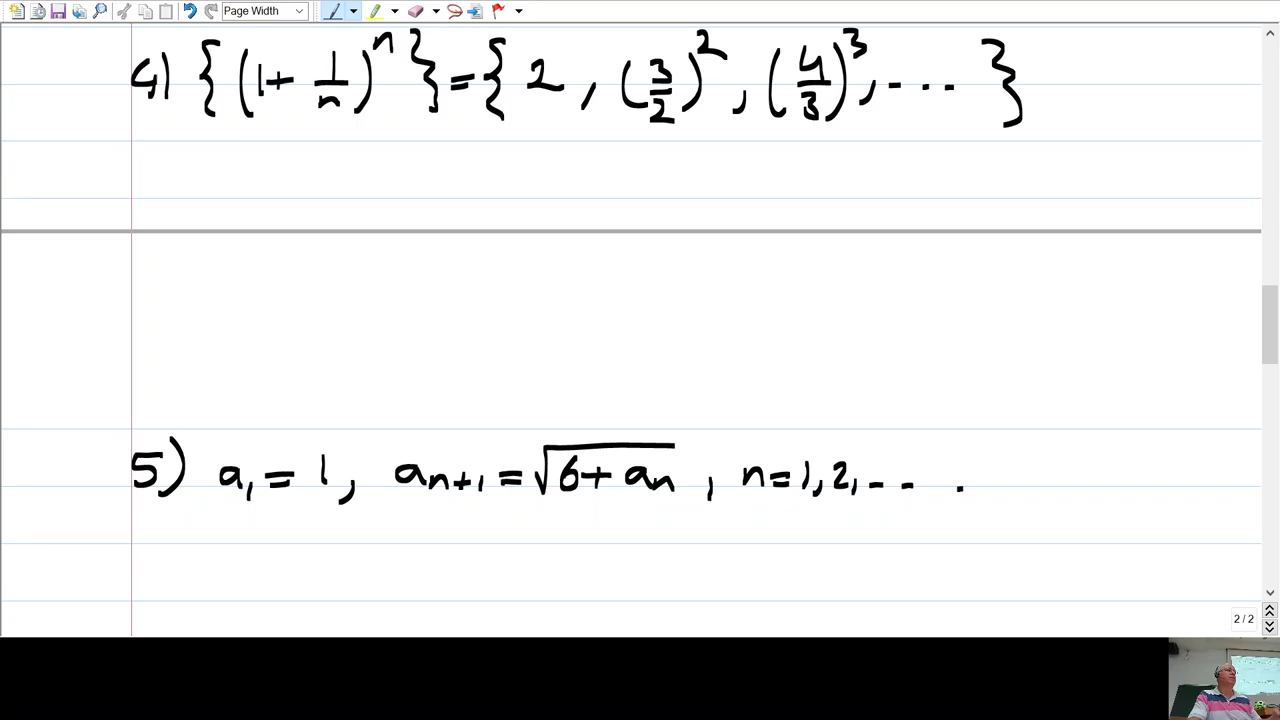 Page Width
4) {(1+ 1/n)^n} = {2, (3/2)^2, (4/3)^3, ... }
5) a₁ = 1, aₙ₊₁ = √(6+aₙ), n=1,2,-- .
2 / 2